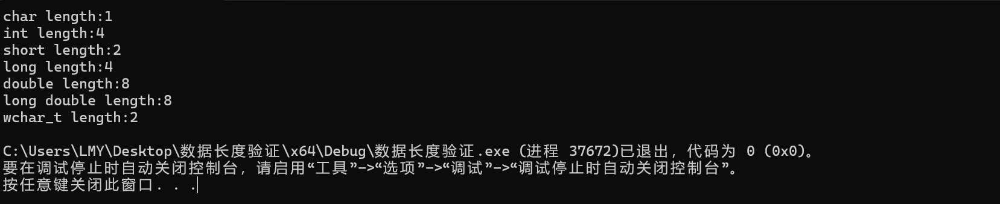 char length:1
int length:4
short length:2
long length:4
double length:8
long double length:8
wchar_t length:2
C:\Users\LMY\Desktop\数据长度验证\x64\Debug\数据长度验证.exe (进程 37672)已退出，代码为 0 (0x0)。
要在调试停止时自动关闭控制台，请启用“工具”->“选项”->“调试”->“调试停止时自动关闭控制台”。
按任意键关闭此窗口. . .